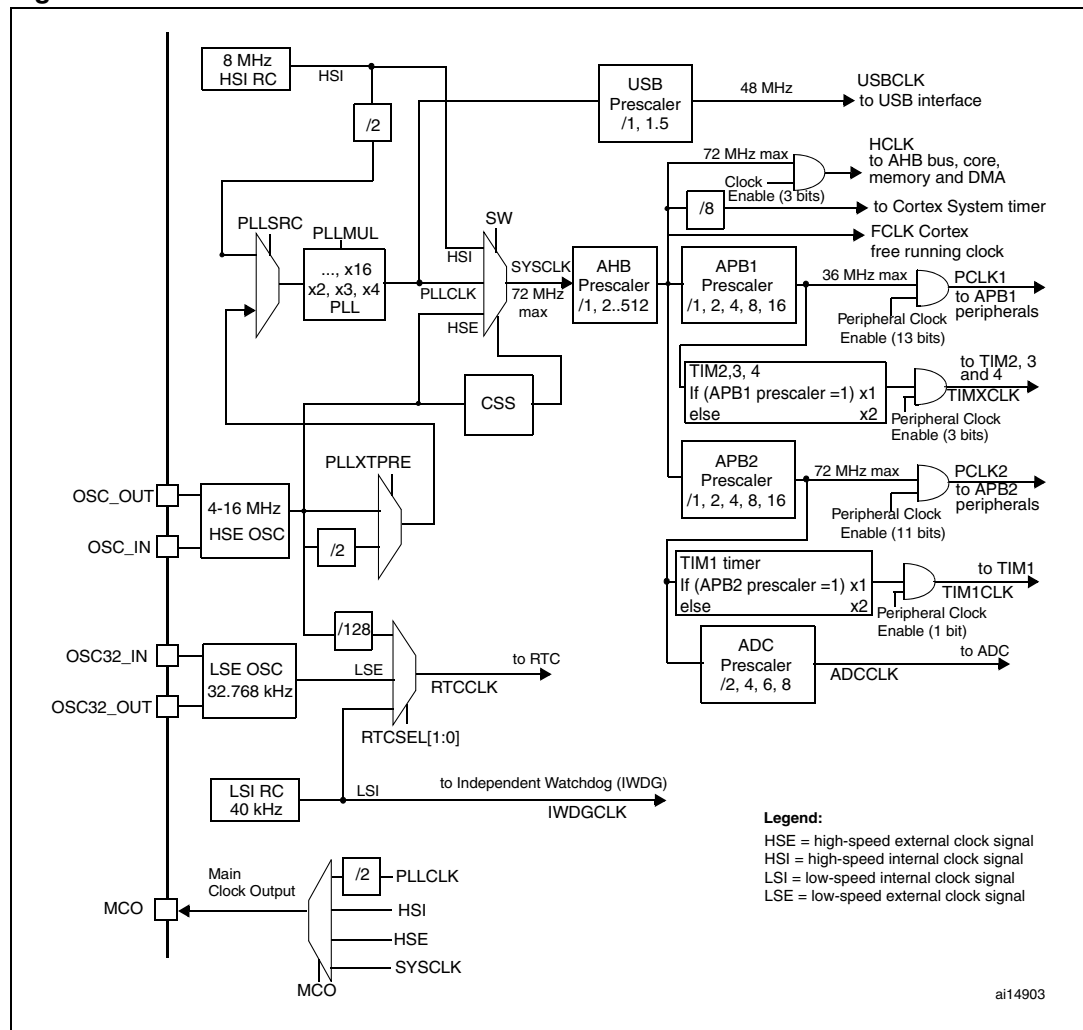 8 MHz
HSI RC
HSI
/2
USB
Prescaler
/1, 1.5
48 MHz
USBCLK
to USB interface
72 MHz max
Clock
Enable (3 bits)
HCLK
to AHB bus, core,
memory and DMA
/8
to Cortex System timer
FCLK Cortex
free running clock
PLLSRC
PLLMUL
..., x16
x2, x3, x4
PLL
SW
HSI
PLLCLK
HSE
SYSCLK
72 MHz
max
AHB
Prescaler
/1, 2..512
APB1
Prescaler
/1, 2, 4, 8, 16
36 MHz max
PCLK1
to APB1
peripherals
Peripheral Clock
Enable (13 bits)
TIM2,3, 4
If (APB1 prescaler =1) x1
else x2
to TIM2, 3
and 4
TIMXCLK
Peripheral Clock
Enable (3 bits)
CSS
PLLXTPRE
OSC_OUT
OSC_IN
4-16 MHz
HSE OSC
/2
APB2
Prescaler
/1, 2, 4, 8, 16
72 MHz max
PCLK2
to APB2
peripherals
Peripheral Clock
Enable (11 bits)
TIM1 timer
If (APB2 prescaler =1) x1
else x2
to TIM1
TIM1CLK
Peripheral Clock
Enable (1 bit)
ADC
Prescaler
/2, 4, 6, 8
to ADC
ADCCLK
/128
OSC32_IN
OSC32_OUT
LSE OSC
32.768 kHz
LSE
to RTC
RTCCLK
RTCSEL[1:0]
LSI RC
40 kHz
LSI
to Independent Watchdog (IWDG)
IWDGCLK
Legend:
HSE = high-speed external clock signal
HSI = high-speed internal clock signal
LSI = low-speed internal clock signal
LSE = low-speed external clock signal
Main
Clock Output
MCO
/2
PLLCLK
HSI
HSE
SYSCLK
MCO
ai14903